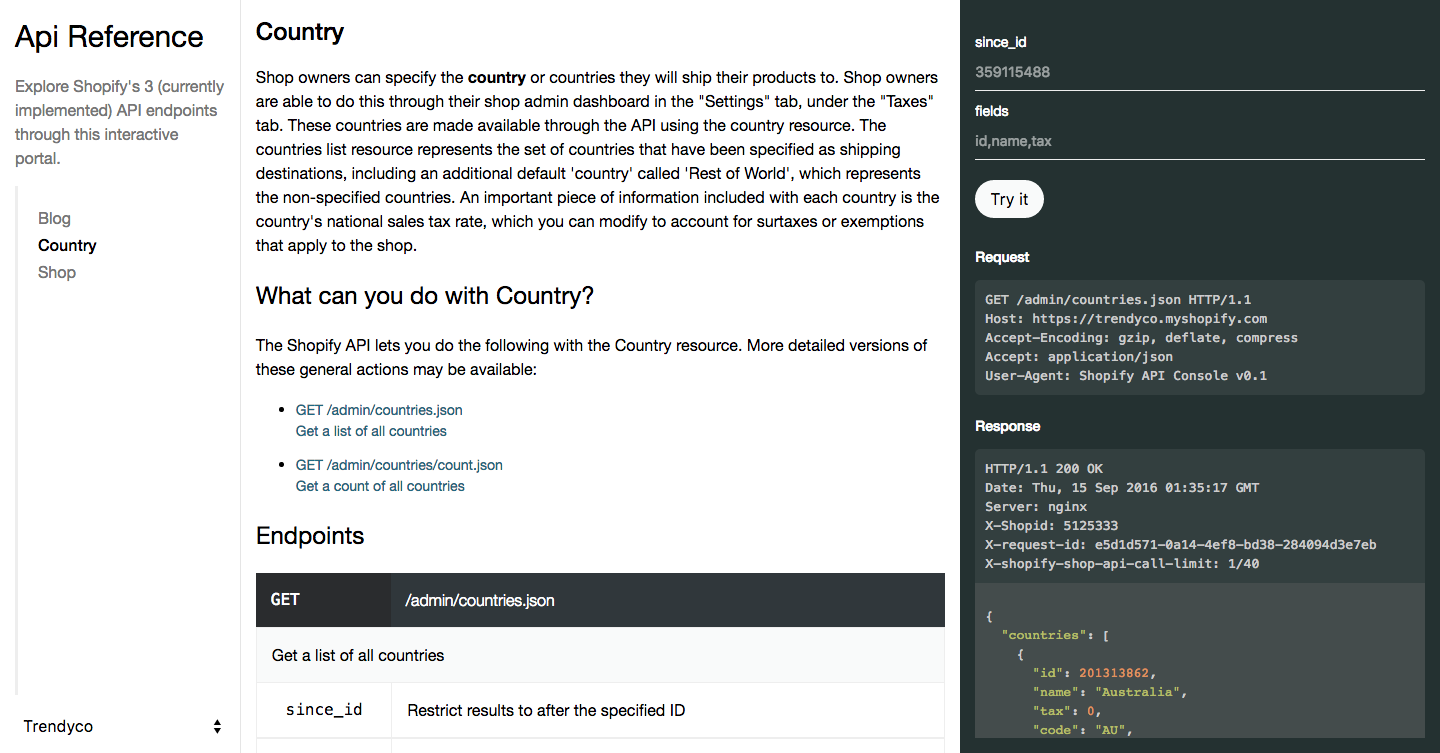 Api Reference
Explore Shopify's 3 (currently
implemented) API endpoints
through this interactive
portal.
Blog
Country
Shop
Trendyco
Country
Shop owners can specify the country or countries they will ship their products to. Shop owners
are able to do this through their shop admin dashboard in the "Settings" tab, under the "Taxes"
tab. These countries are made available through the API using the country resource. The
countries list resource represents the set of countries that have been specified as shipping
destinations, including an additional default 'country' called 'Rest of World', which represents
the non-specified countries. An important piece of information included with each country is the
country's national sales tax rate, which you can modify to account for surtaxes or exemptions
that apply to the shop.
What can you do with Country?
The Shopify API lets you do the following with the Country resource. More detailed versions of
these general actions may be available:
• GET /admin/countries.json
Get a list of all countries
• GET /admin/countries/count.json
Get a count of all countries
Endpoints
GET /admin/countries.json
Get a list of all countries
since_id Restrict results to after the specified ID
since_id
359115488
fields
id,name,tax
Try it
Request
GET /admin/countries.json HTTP/1.1
Host: https://trendyco.myshopify.com
Accept-Encoding: gzip, deflate, compress
Accept: application/json
User-Agent: Shopify API Console v0.1
Response
HTTP/1.1 200 OK
Date: Thu, 15 Sep 2016 01:35:17 GMT
Server: nginx
X-Shopid: 5125333
X-request-id: e5d1d571-0a14-4ef8-bd38-284094d3e7eb
X-shopify-shop-api-call-limit: 1/40
{
"countries": [
{
"id": 201313862,
"name": "Australia",
"tax": 0,
"code": "AU",